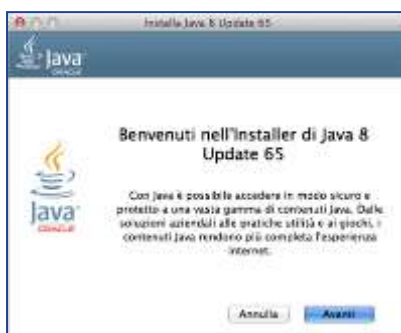 Installa Java 8 Update 65
Java
ORACLE
Benvenuti nell'Installer di Java 8
Update 65
Java
ORACLE
Con Java è possibile accedere in modo sicuro e
protetto a una vasta gamma di contenuti Java. Dalle
soluzioni aziendali alle pratiche utilità e ai giochi, i
contenuti Java rendono più completa l'esperienza
Internet.
Annulla
Avanti